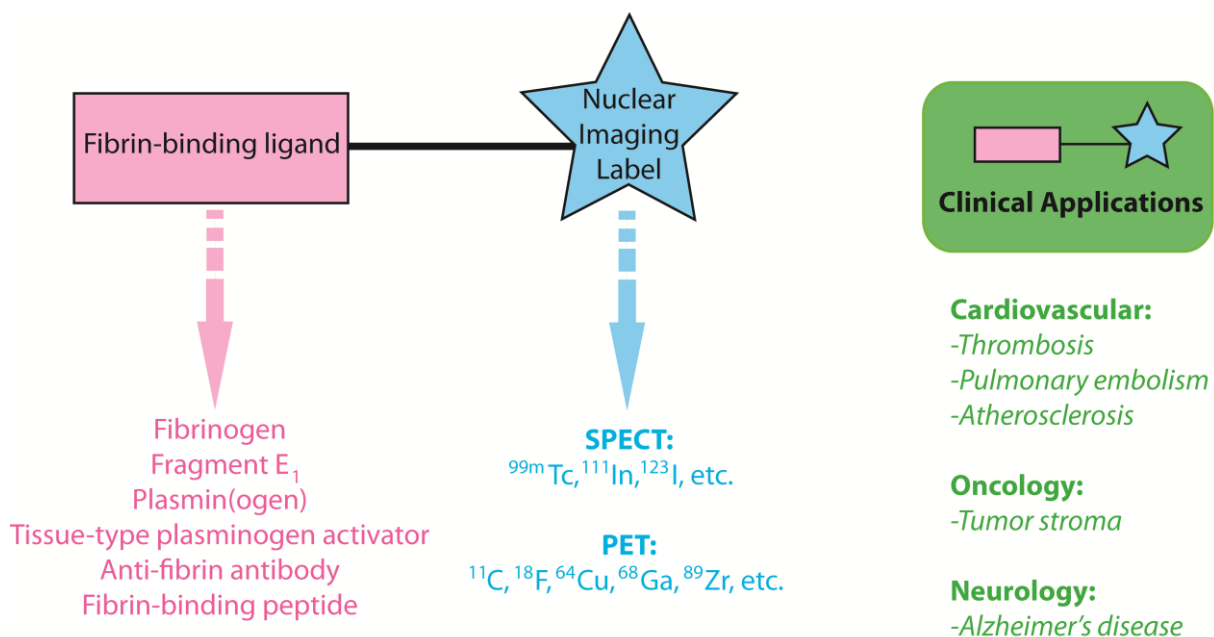 Fibrin-binding ligand
Nuclear
Imaging
Label
Fibrinogen
Fragment E₁
Plasmin(ogen)
Tissue-type plasminogen activator
Anti-fibrin antibody
Fibrin-binding peptide
SPECT:
⁹⁹ᵐTc,¹¹¹In,¹²³I, etc.
PET:
¹¹C, ¹⁸F, ⁶⁴Cu, ⁶⁸Ga, ⁸⁹Zr, etc.
Clinical Applications
Cardiovascular:
-Thrombosis
-Pulmonary embolism
-Atherosclerosis
Oncology:
-Tumor stroma
Neurology:
-Alzheimer's disease